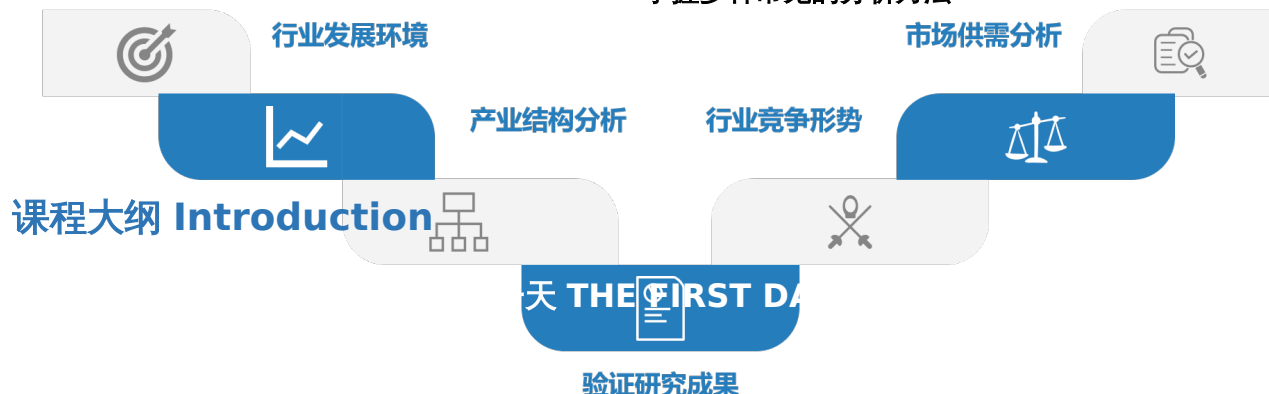 行业发展环境
市场供需分析
产业结构分析
行业竞争形势
课程大纲 Introduction
天 THE FIRST DA
验证研究成果